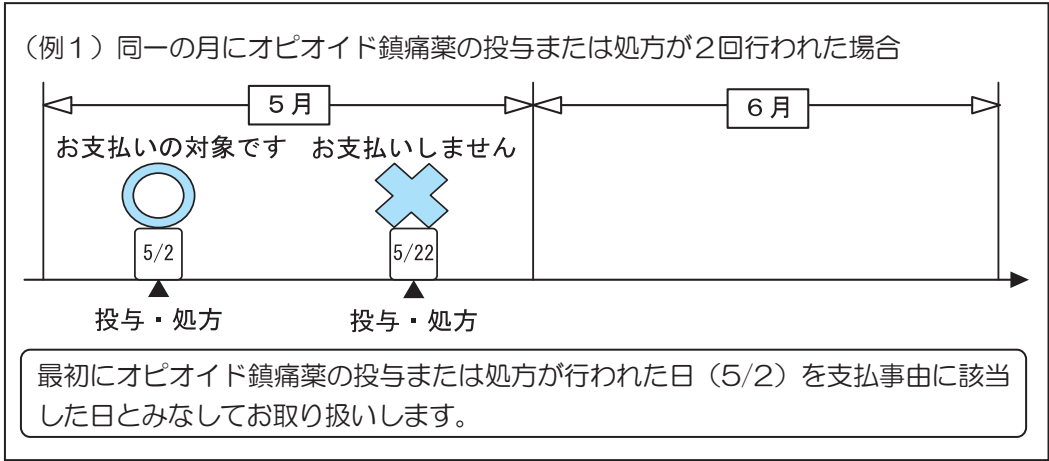 （例１）同一の月にオピオイド鎮痛薬の投与または処方が２回行われた場合
５月
６月
お支払いの対象です
お支払いしません
5/2
5/22
投与・処方
投与・処方
最初にオピオイド鎮痛薬の投与または処方が行われた日（5/2）を支払事由に該当
した日とみなしてお取り扱いします。